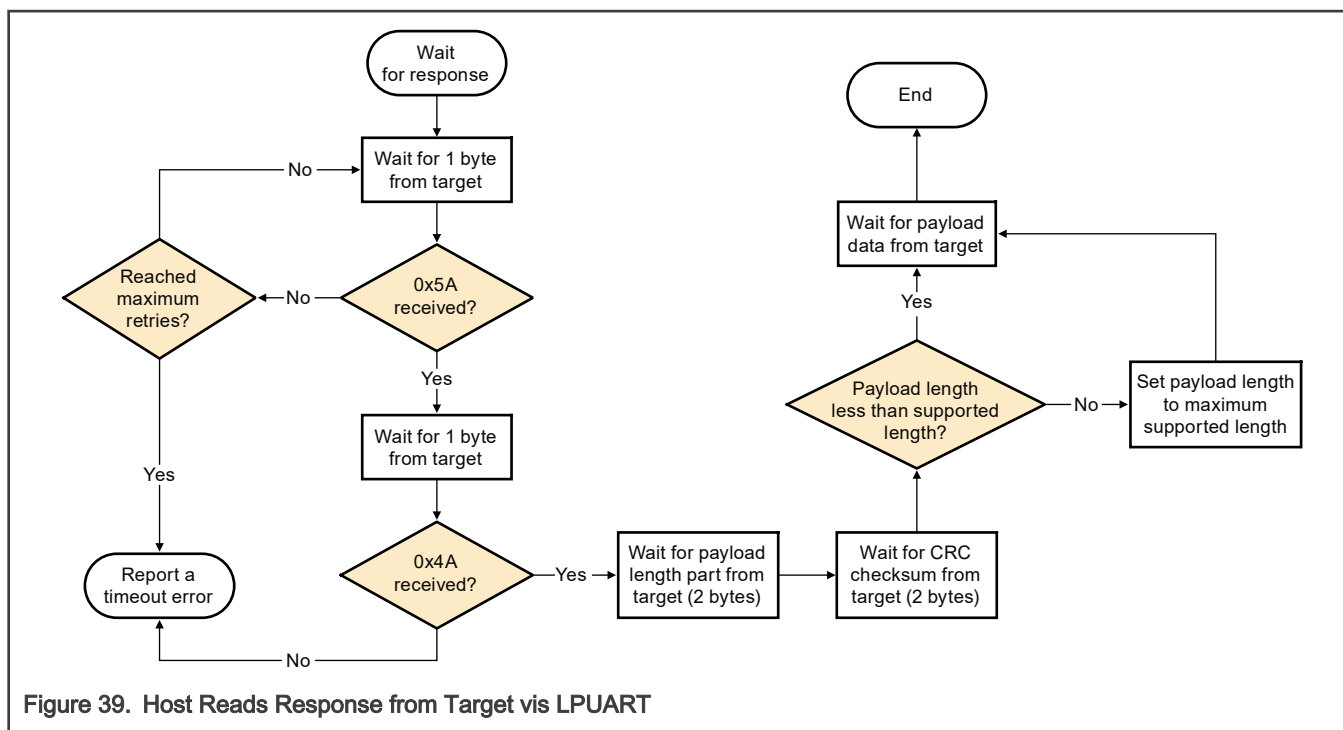 Wait
for response
Wait for 1 byte
from target
No
Reached
maximum
retries?
No
0x5A
received?
Yes
Yes
Wait for 1 byte
from target
0x4A
received?
Report a
timeout error
No
Yes
Wait for payload
length part from
target (2 bytes)
Wait for CRC
checksum from
target (2 bytes)
Payload length
less than supported
length?
No
Set payload length
to maximum
supported length
Yes
Wait for payload
data from target
End
Figure 39. Host Reads Response from Target vis LPUART